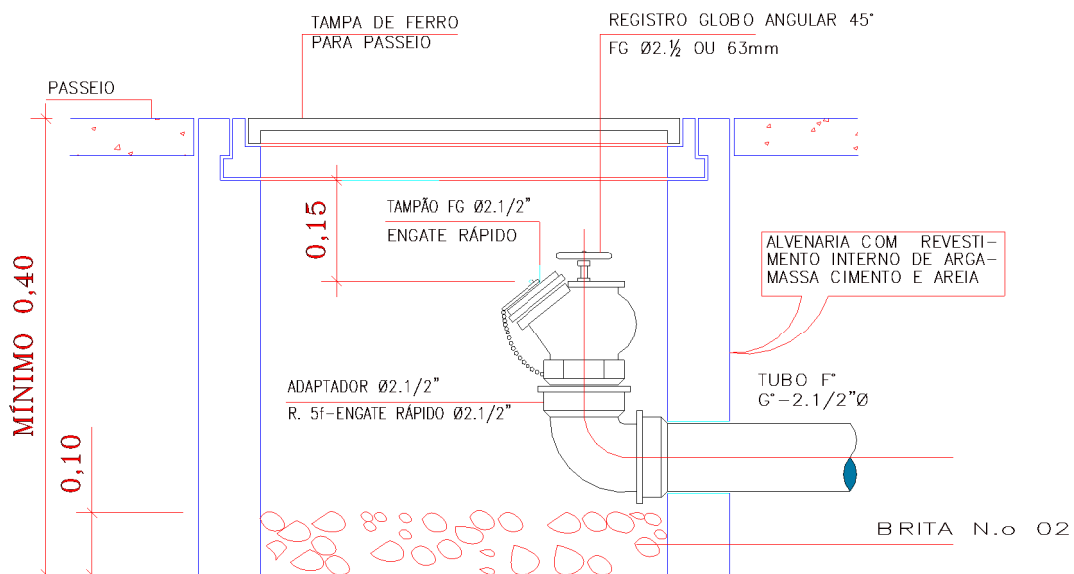 TAMPA DE FERRO
PARA PASSEIO
REGISTRO GLOBO ANGULAR 45°
FG Ø2.½ OU 63mm
PASSEIO
0,15
TAMPÃO FG Ø2.1/2"
ENGATE RÁPIDO
ALVENARIA COM REVESTI-
MENTO INTERNO DE ARGA-
MASSA CIMENTO E AREIA
MÍNIMO 0,40
ADAPTADOR Ø2.1/2"
R. 5f-ENGATE RÁPIDO Ø2.1/2"
TUBO F°
G°-2.1/2"Ø
0,10
BRITA N.o 02